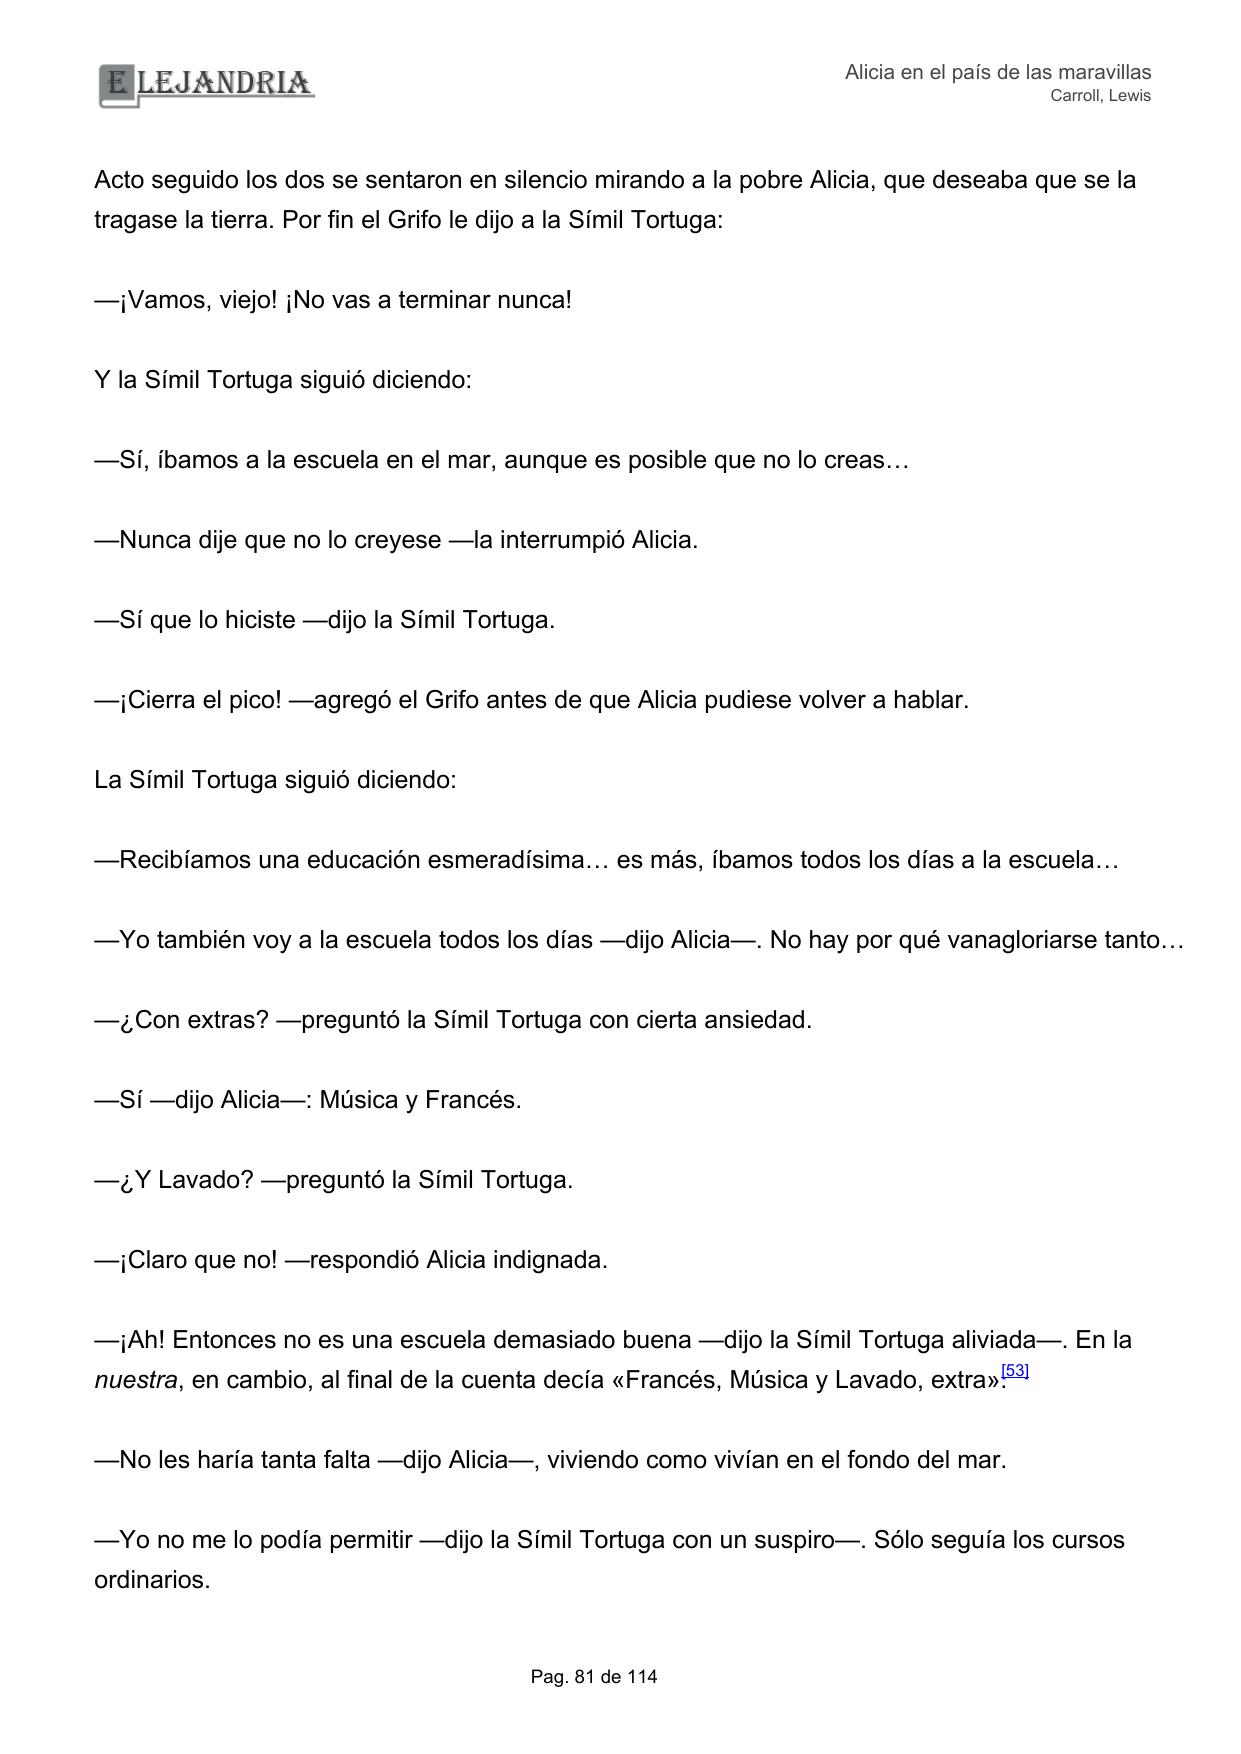 ELEJANDRIA
Alicia en el país de las maravillas
Carroll, Lewis
Acto seguido los dos se sentaron en silencio mirando a la pobre Alicia, que deseaba que se la
tragase la tierra. Por fin el Grifo le dijo a la Símil Tortuga:
—¡Vamos, viejo! ¡No vas a terminar nunca!
Y la Símil Tortuga siguió diciendo:
—Sí, íbamos a la escuela en el mar, aunque es posible que no lo creas…
—Nunca dije que no lo creyese —la interrumpió Alicia.
—Sí que lo hiciste —dijo la Símil Tortuga.
—¡Cierra el pico! —agregó el Grifo antes de que Alicia pudiese volver a hablar.
La Símil Tortuga siguió diciendo:
—Recibíamos una educación esmeradísima… es más, íbamos todos los días a la escuela…
—Yo también voy a la escuela todos los días —dijo Alicia—. No hay por qué vanagloriarse tanto…
—¿Con extras? —preguntó la Símil Tortuga con cierta ansiedad.
—Sí —dijo Alicia—: Música y Francés.
—¿Y Lavado? —preguntó la Símil Tortuga.
—¡Claro que no! —respondió Alicia indignada.
—¡Ah! Entonces no es una escuela demasiado buena —dijo la Símil Tortuga aliviada—. En la
nuestra, en cambio, al final de la cuenta decía «Francés, Música y Lavado, extra».[53]
—No les haría tanta falta —dijo Alicia—, viviendo como vivían en el fondo del mar.
—Yo no me lo podía permitir —dijo la Símil Tortuga con un suspiro—. Sólo seguía los cursos
ordinarios.
Pag. 81 de 114